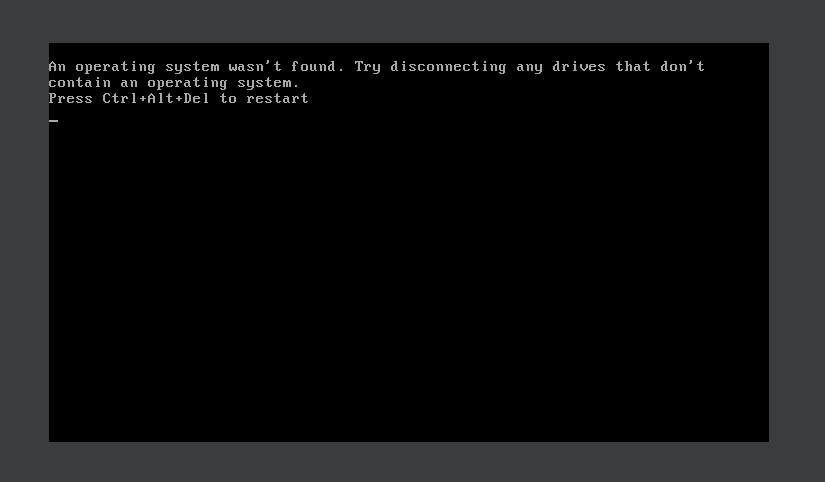 An operating system wasn't found. Try disconnecting any drives that don't
contain an operating system.
Press Ctrl+Alt+Del to restart